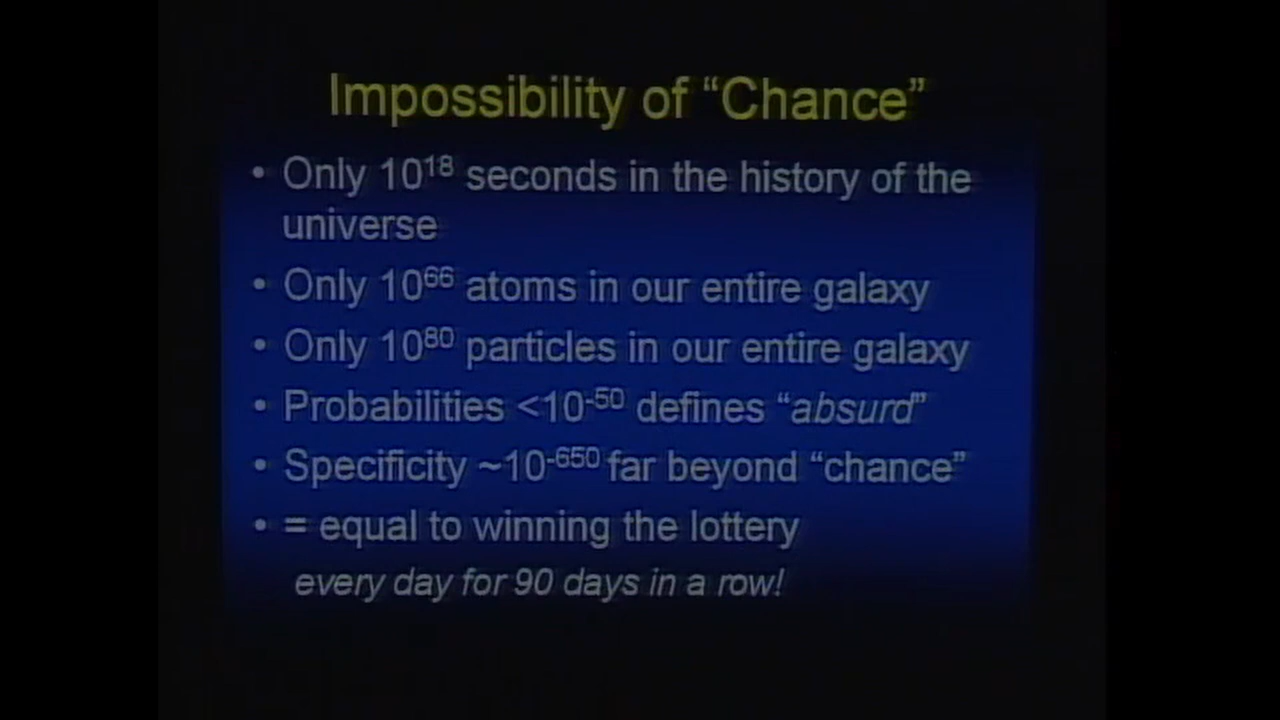 Impossibility of “Chance”
• Only 10¹⁸ seconds in the history of the
universe
• Only 10⁶⁶ atoms in our entire galaxy
• Only 10⁸⁰ particles in our entire galaxy
• Probabilities <10⁻⁵⁰ defines “absurd”
• Specificity ~10⁻⁶⁵⁰ far beyond “chance”
• = equal to winning the lottery
every day for 90 days in a row!